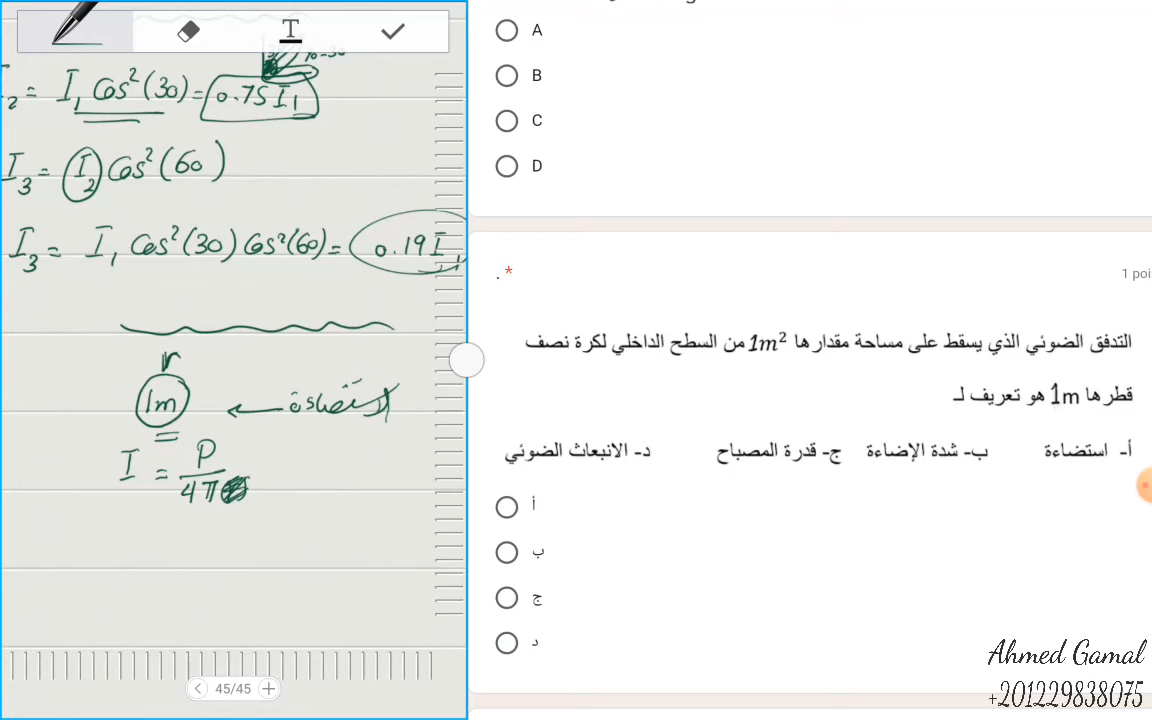 T
I₂ = I₁ Cos²(30) = 0.75 I₁
I₃ = I₂ Cos²(60)
I₃ = I₁ Cos²(30) Cos²(60) = 0.19 I₁
r
1m ← استضاءة
I = P / 4π
45/45
A
B
C
D
. *
1 poi
التدفق الضوئي الذي يسقط على مساحة مقدارها 1m² من السطح الداخلي لكرة نصف
قطرها 1m هو تعريف لـ
أ- استضاءة ب- شدة الإضاءة ج- قدرة المصباح د- الانبعاث الضوئي
أ
ب
ج
د
Ahmed Gamal
+201229838075